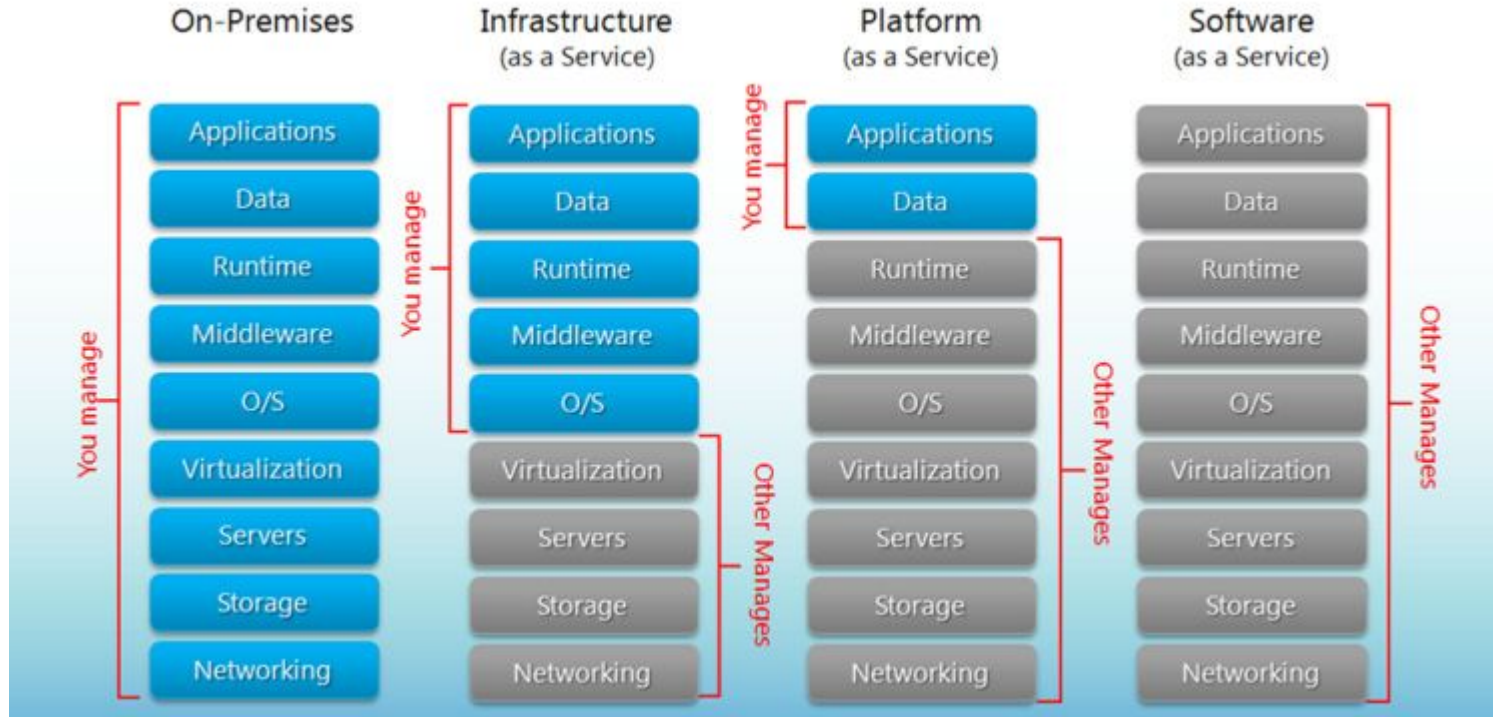 On-Premises
You manage
Applications
Data
Runtime
Middleware
O/S
Virtualization
Servers
Storage
Networking
Infrastructure
(as a Service)
You manage
Applications
Data
Runtime
Middleware
O/S
Virtualization
Servers
Storage
Networking
Other Manages
Platform
(as a Service)
You manage
Applications
Data
Runtime
Middleware
O/S
Virtualization
Servers
Storage
Networking
Other Manages
Software
(as a Service)
Applications
Data
Runtime
Middleware
O/S
Virtualization
Servers
Storage
Networking
Other Manages